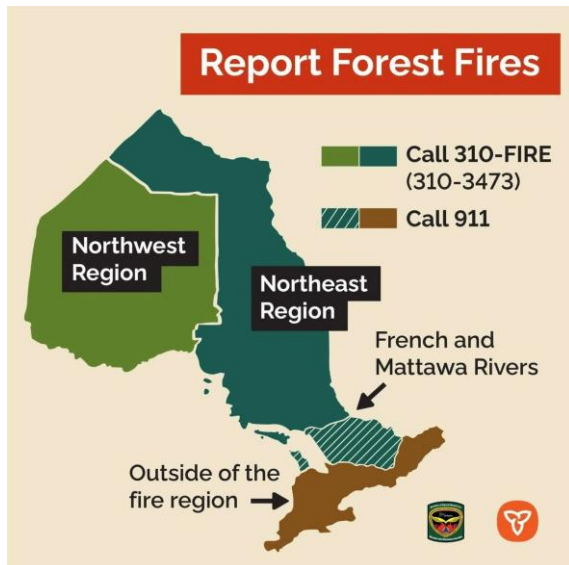 Report Forest Fires
Call 310-FIRE
(310-3473)
Call 911
Northwest
Region
Northeast
Region
French and
Mattawa Rivers
Outside of the
fire region